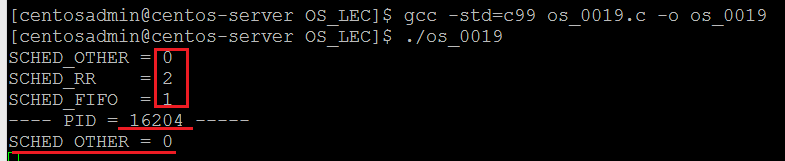 [centosadmin@centos-server OS_LEC]$ gcc -std=c99 os_0019.c -o os_0019
[centosadmin@centos-server OS_LEC]$ ./os_0019
SCHED_OTHER = 0
SCHED_RR    = 2
SCHED_FIFO  = 1
---- PID = 16204 -----
SCHED_OTHER = 0